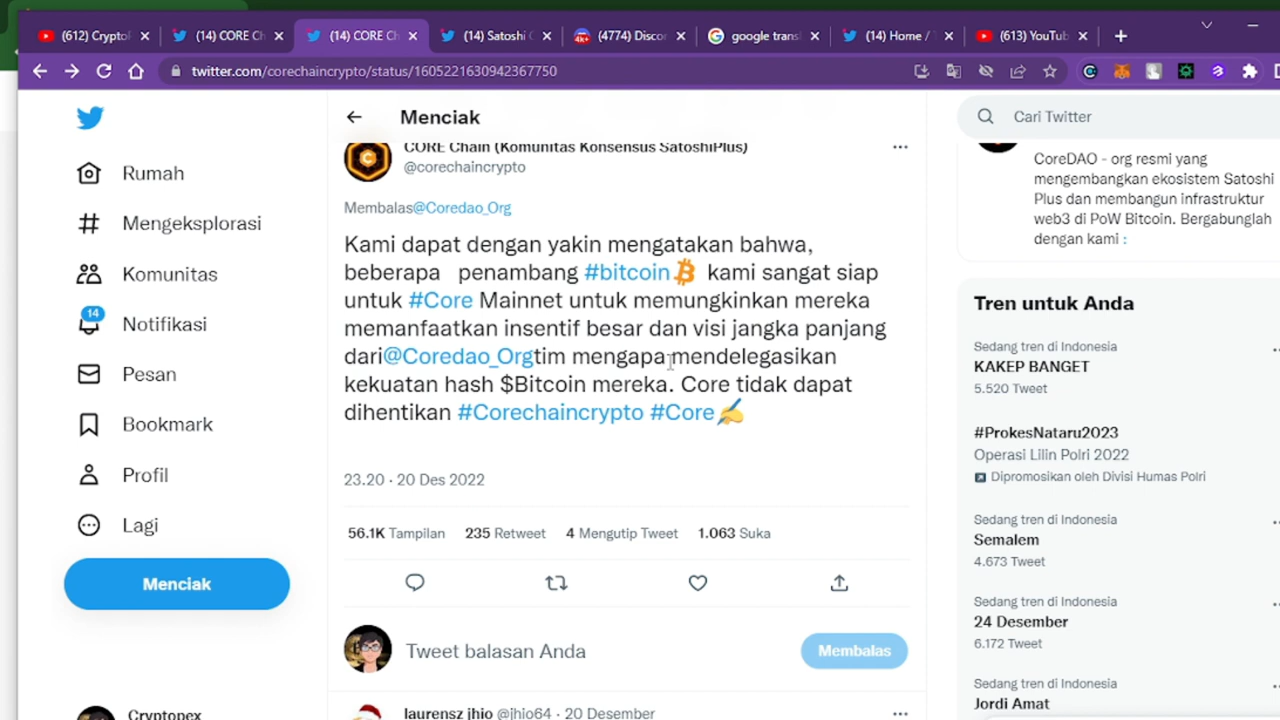 (612) Crypto
(14) CORE Ch
(14) CORE Ch
(14) Satoshi
(4774) Disco
google trans
(14) Home /
(613) YouTub
twitter.com/corechaincrypto/status/1605221630942367750
Rumah
Mengeksplorasi
Komunitas
14
Notifikasi
Pesan
Bookmark
Profil
Lagi
Menciak
Cryptopex
Menciak
CORE Chain (Komunitas Konsensus SatoshiPlus)
@corechaincrypto
Membalas@Coredao_Org
Kami dapat dengan yakin mengatakan bahwa,
beberapa penambang #bitcoin kami sangat siap
untuk #Core Mainnet untuk memungkinkan mereka
memanfaatkan insentif besar dan visi jangka panjang
dari@Coredao_Orgtim mengapa mendelegasikan
kekuatan hash $Bitcoin mereka. Core tidak dapat
dihentikan #Corechaincrypto #Core✍️
23.20 · 20 Des 2022
56.1K Tampilan 235 Retweet 4 Mengutip Tweet 1.063 Suka
Tweet balasan Anda
Membalas
laurensz jhio @jhio64 · 20 Desember
Cari Twitter
CoreDAO - org resmi yang
mengembangkan ekosistem Satoshi
Plus dan membangun infrastruktur
web3 di PoW Bitcoin. Bergabunglah
dengan kami :
Tren untuk Anda
Sedang tren di Indonesia
KAKEP BANGET
5.520 Tweet
#ProkesNataru2023
Operasi Lilin Polri 2022
Dipromosikan oleh Divisi Humas Polri
Sedang tren di Indonesia
Semalem
4.673 Tweet
Sedang tren di Indonesia
24 Desember
6.172 Tweet
Sedang tren di Indonesia
Jordi Amat